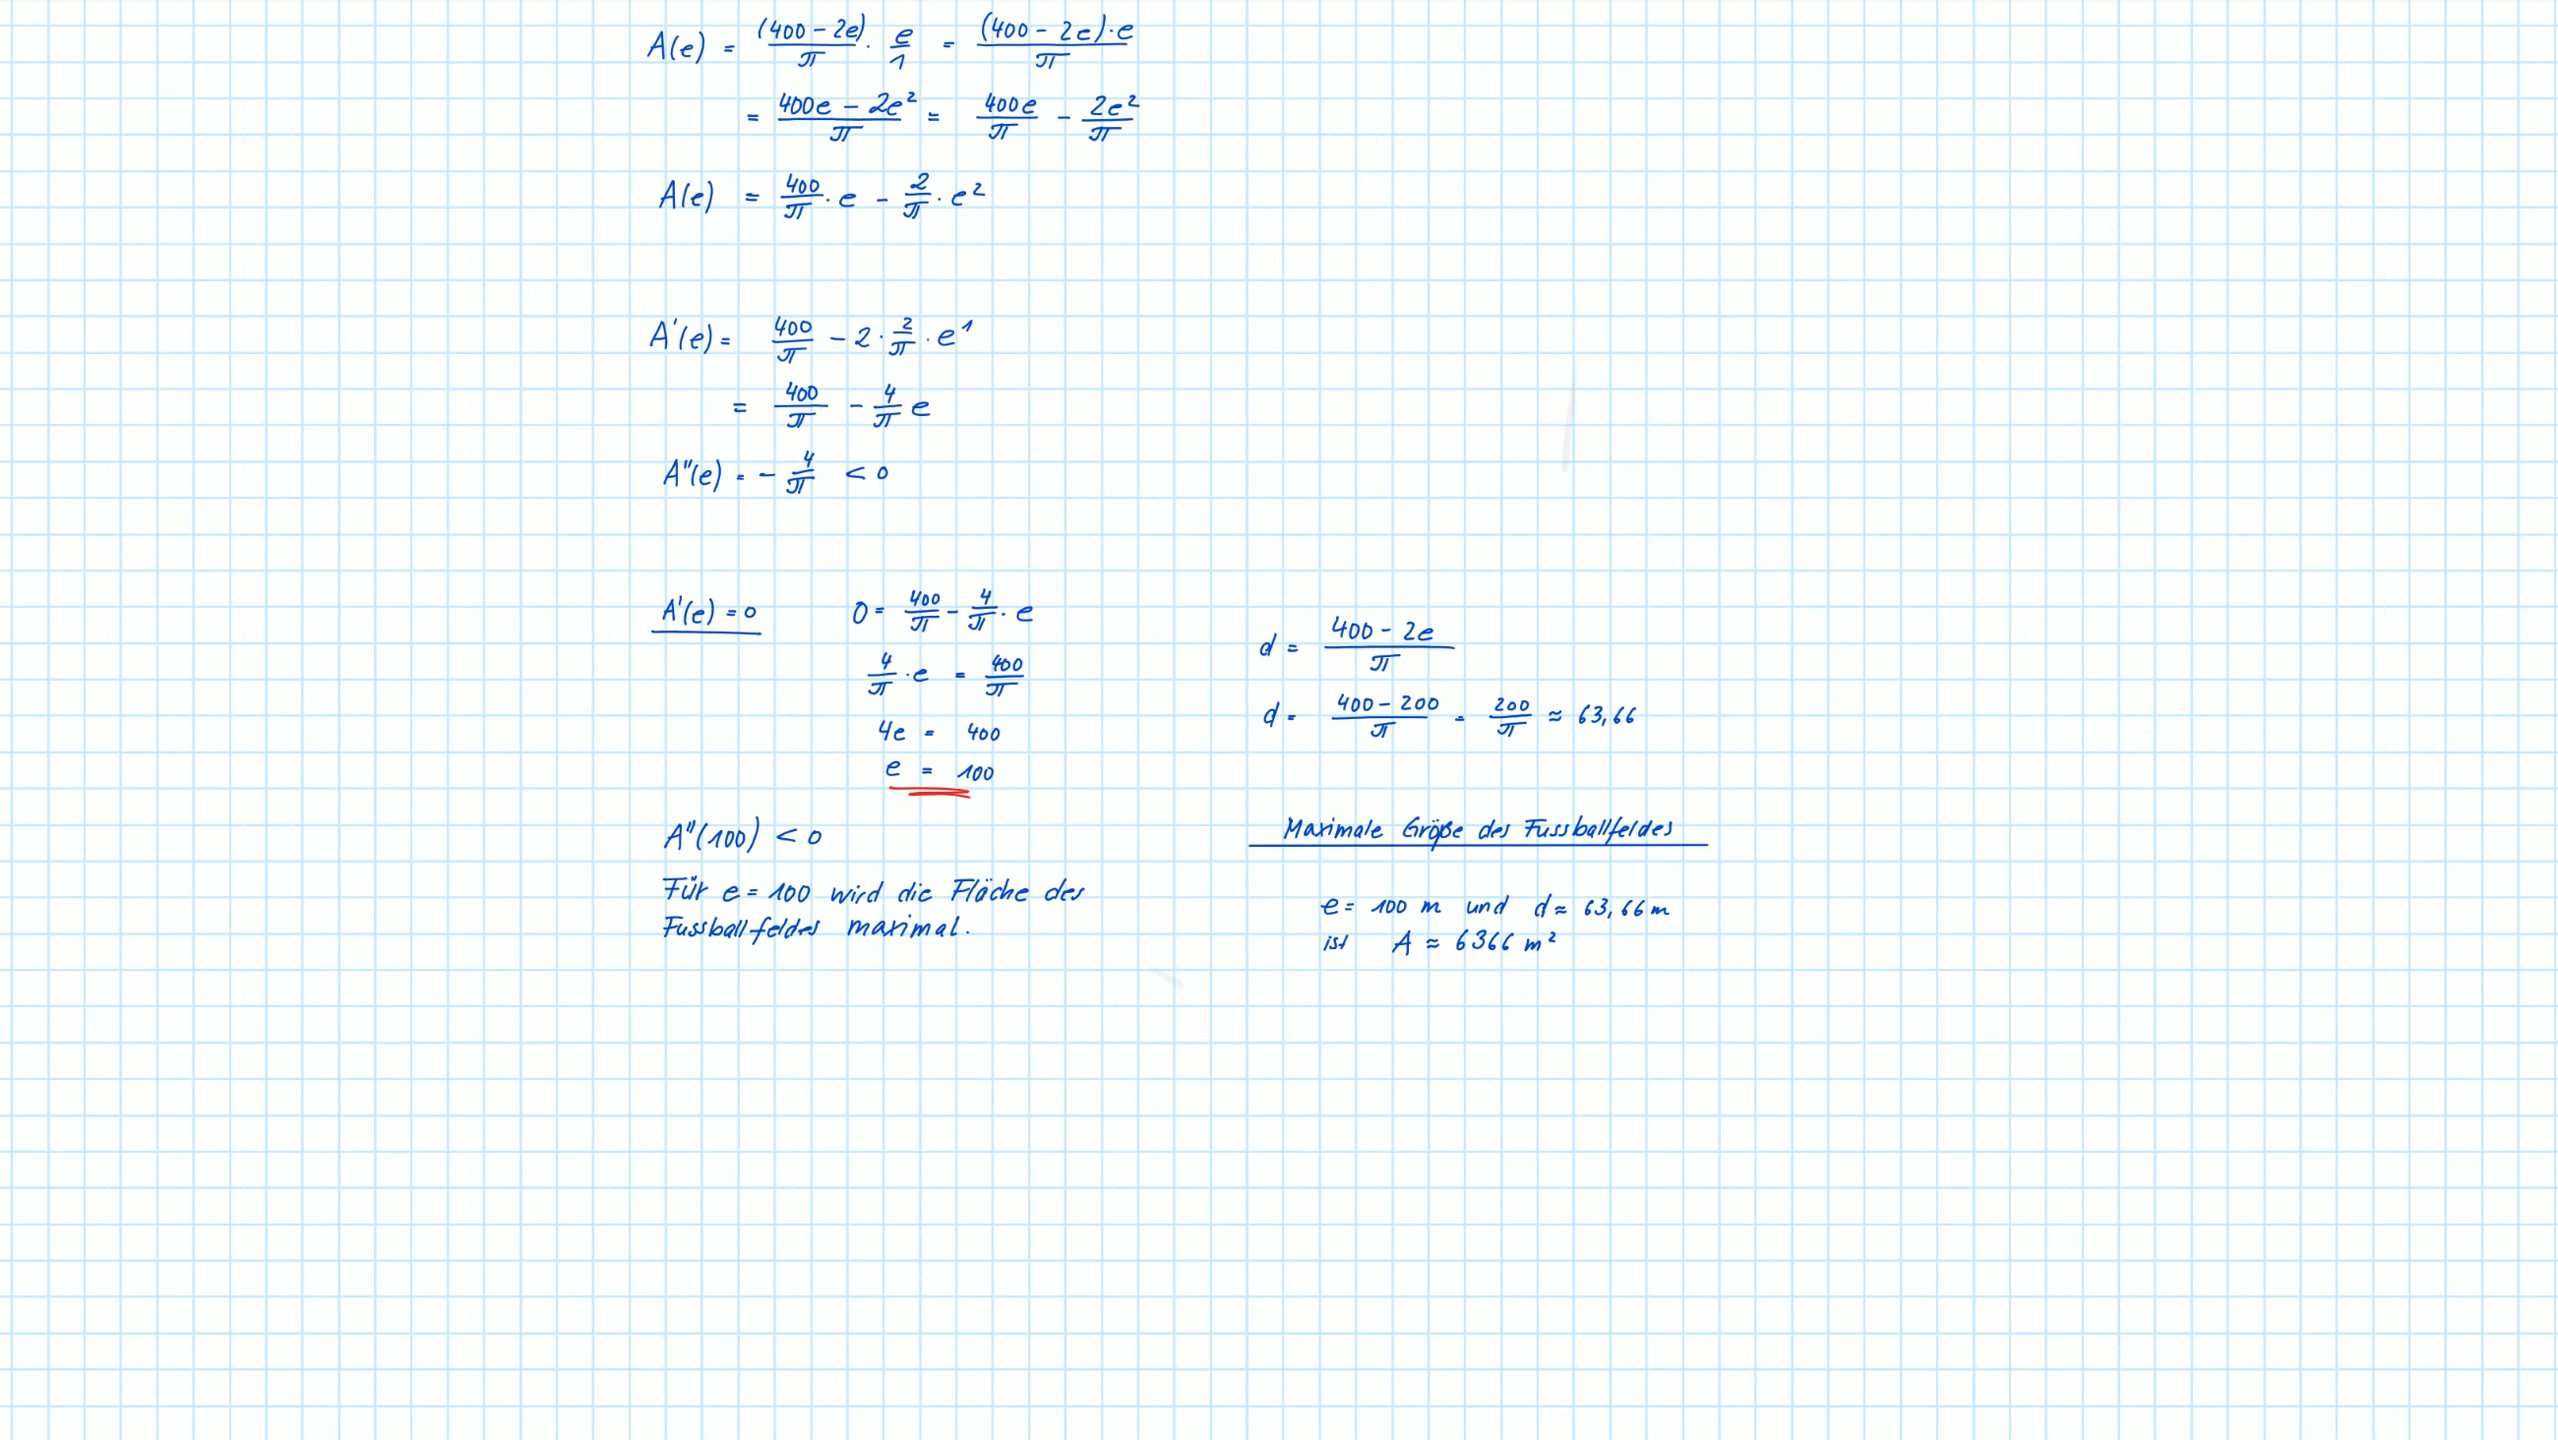 A(e) = (400 - 2e)/π · e/1 = (400 - 2e) · e/π
= 400e - 2e²/π = 400e/π - 2e²/π
A(e) = 400/π · e - 2/π · e²
A'(e) = 400/π - 2 · 2/π · e¹
= 400/π - 4/π e
A''(e) = - 4/π < 0
A'(e) = 0 0 = 400/π - 4/π · e
4/π · e = 400/π
4e = 400
e = 100
A''(100) < 0
Für e = 100 wird die Fläche des
Fussballfeldes maximal.
d = 400 - 2e/π
d = 400 - 200/π = 200/π ≈ 63,66
Maximale Größe des Fussballfeldes
e = 100 m und d ≈ 63,66 m
ist A ≈ 6366 m²